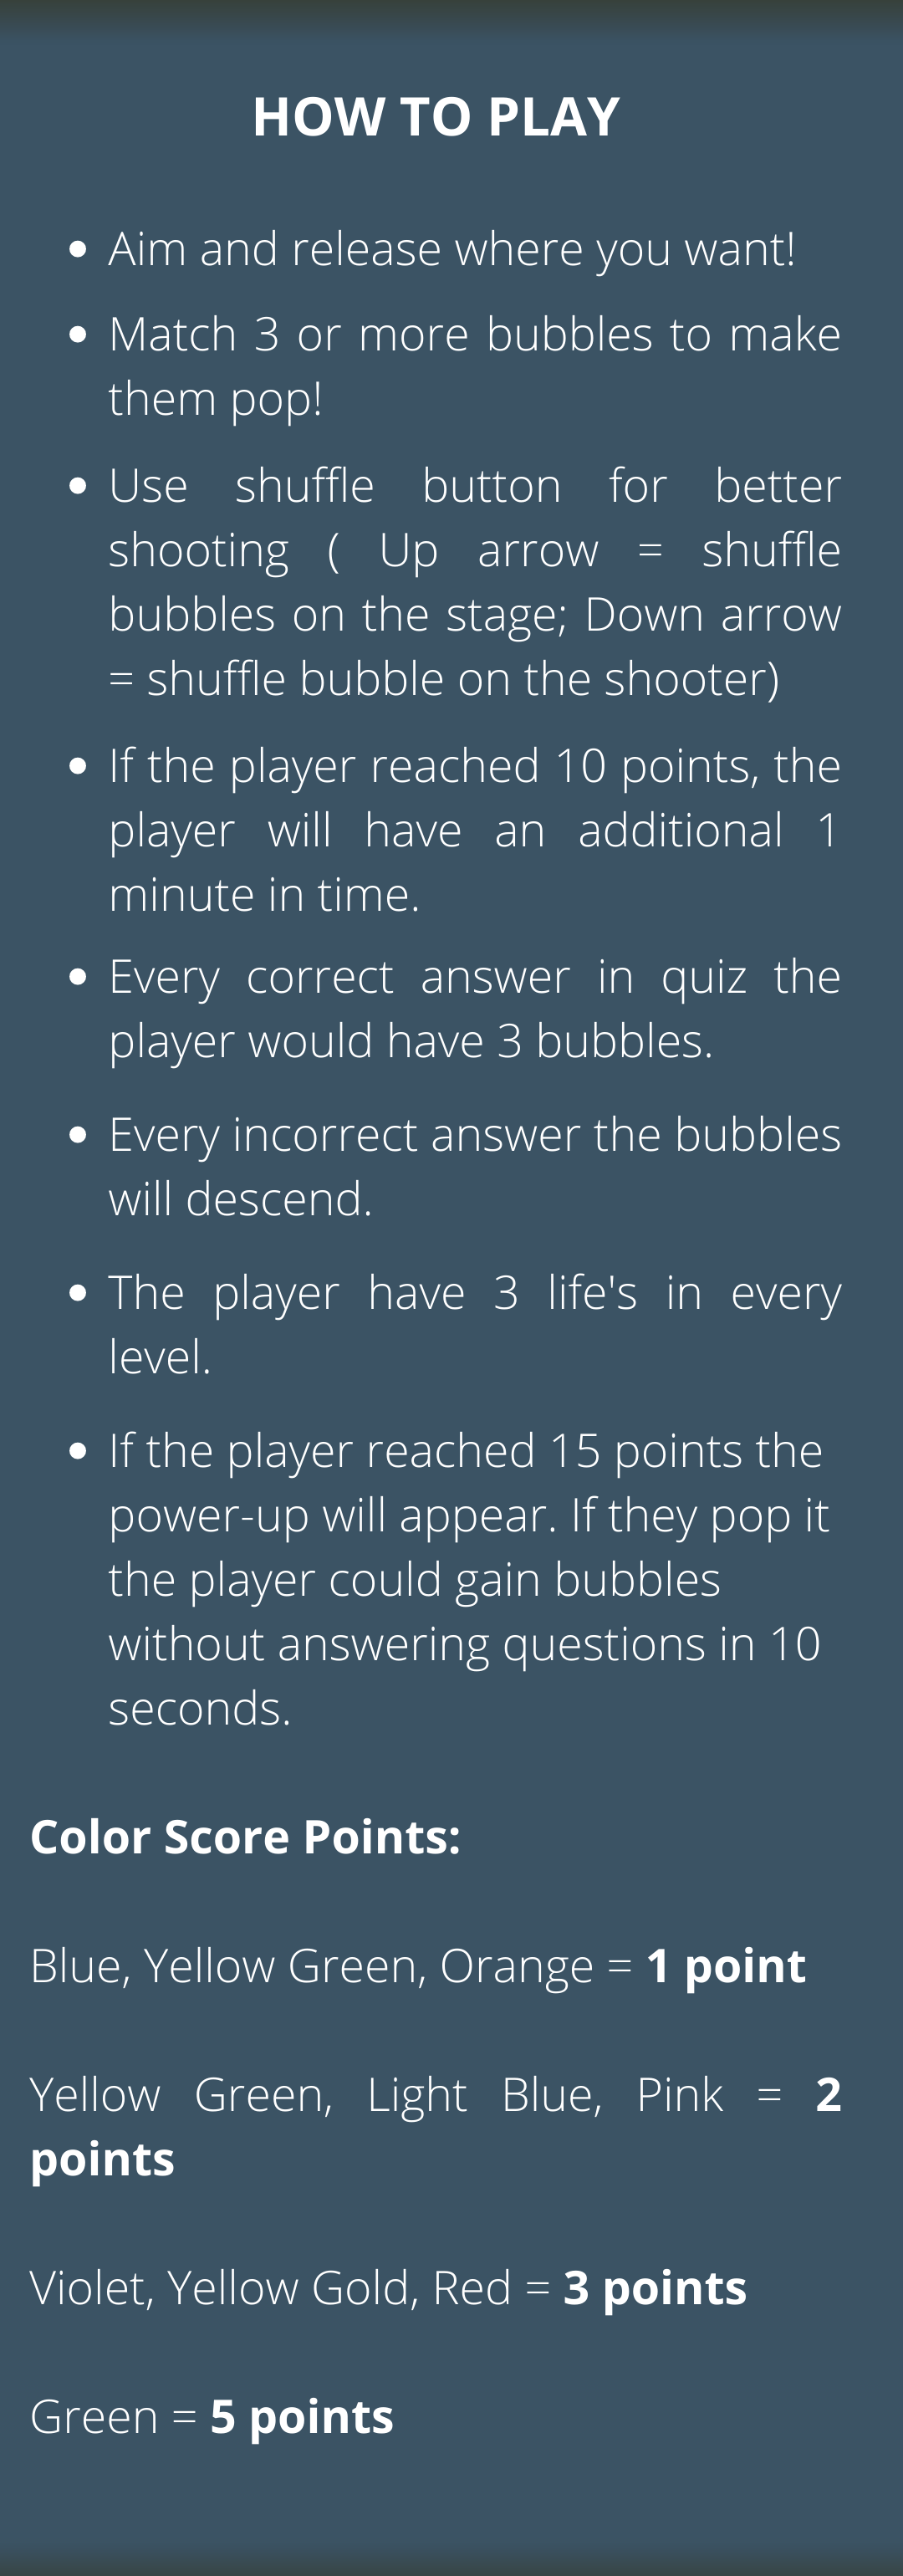 HOW TO PLAY
• Aim and release where you want!
• Match 3 or more bubbles to make
them pop!
• Use shuffle button for better
shooting ( Up arrow = shuffle
bubbles on the stage; Down arrow
= shuffle bubble on the shooter)
• If the player reached 10 points, the
player will have an additional 1
minute in time.
• Every correct answer in quiz the
player would have 3 bubbles.
• Every incorrect answer the bubbles
will descend.
• The player have 3 life's in every
level.
• If the player reached 15 points the
power-up will appear. If they pop it
the player could gain bubbles
without answering questions in 10
seconds.
Color Score Points:
Blue, Yellow Green, Orange = 1 point
Yellow Green, Light Blue, Pink = 2
points
Violet, Yellow Gold, Red = 3 points
Green = 5 points